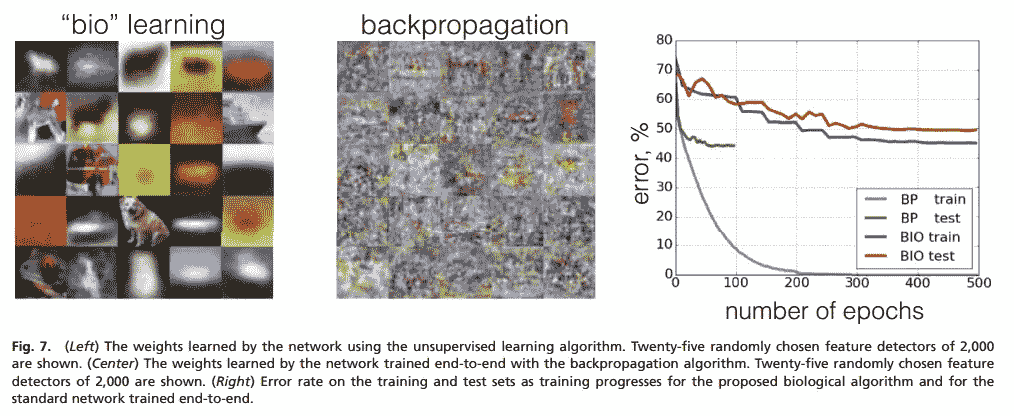 “bio” learning
backpropagation
80
70
60
50
40
30
20
10
0
error, %
BP train
BP test
BIO train
BIO test
0 100 200 300 400 500
number of epochs
Fig. 7. (Left) The weights learned by the network using the unsupervised learning algorithm. Twenty-five randomly chosen feature detectors of 2,000
are shown. (Center) The weights learned by the network trained end-to-end with the backpropagation algorithm. Twenty-five randomly chosen feature
detectors of 2,000 are shown. (Right) Error rate on the training and test sets as training progresses for the proposed biological algorithm and for the
standard network trained end-to-end.